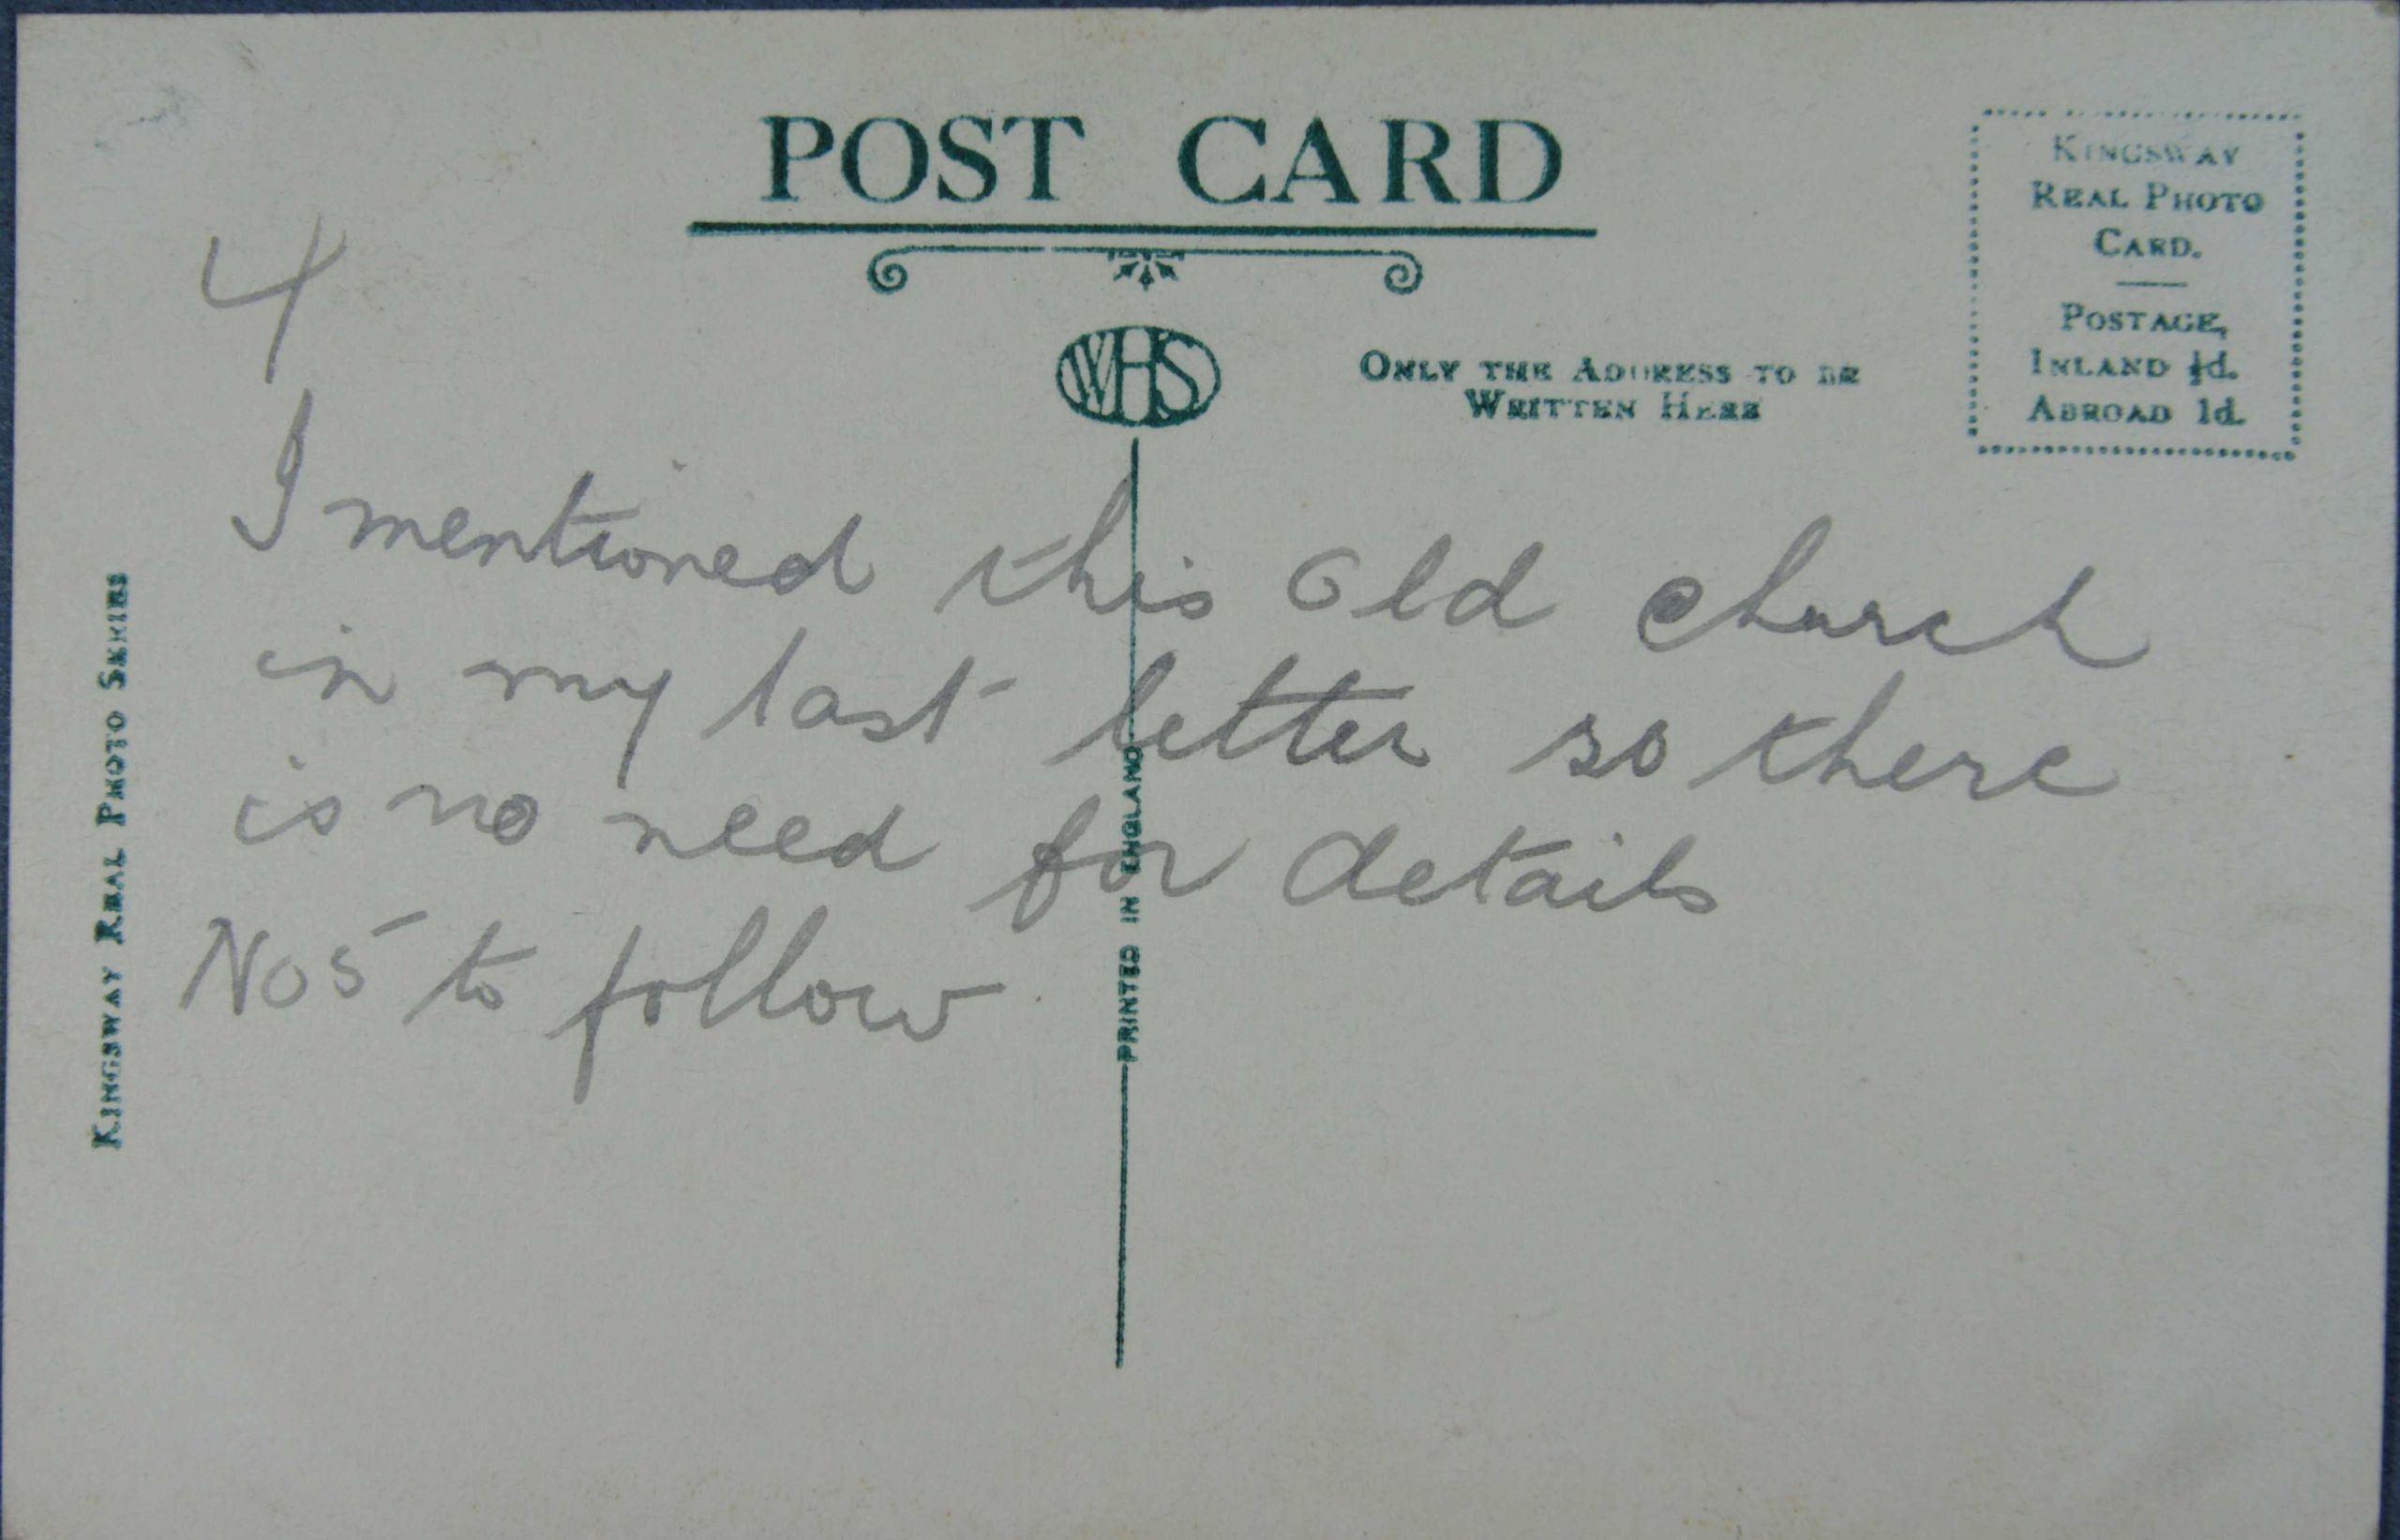 POST CARD
WHS
ONLY THE ADDRESS TO BE
WRITTEN HERE
KINGSWAY
REAL PHOTO
CARD.
POSTAGE,
INLAND ½d.
ABROAD 1d.
4
I mentioned this old church
in my last letter so there
is no need for details
No 5 to follow
KINGSWAY REAL PHOTO SERIES
PRINTED IN ENGLAND